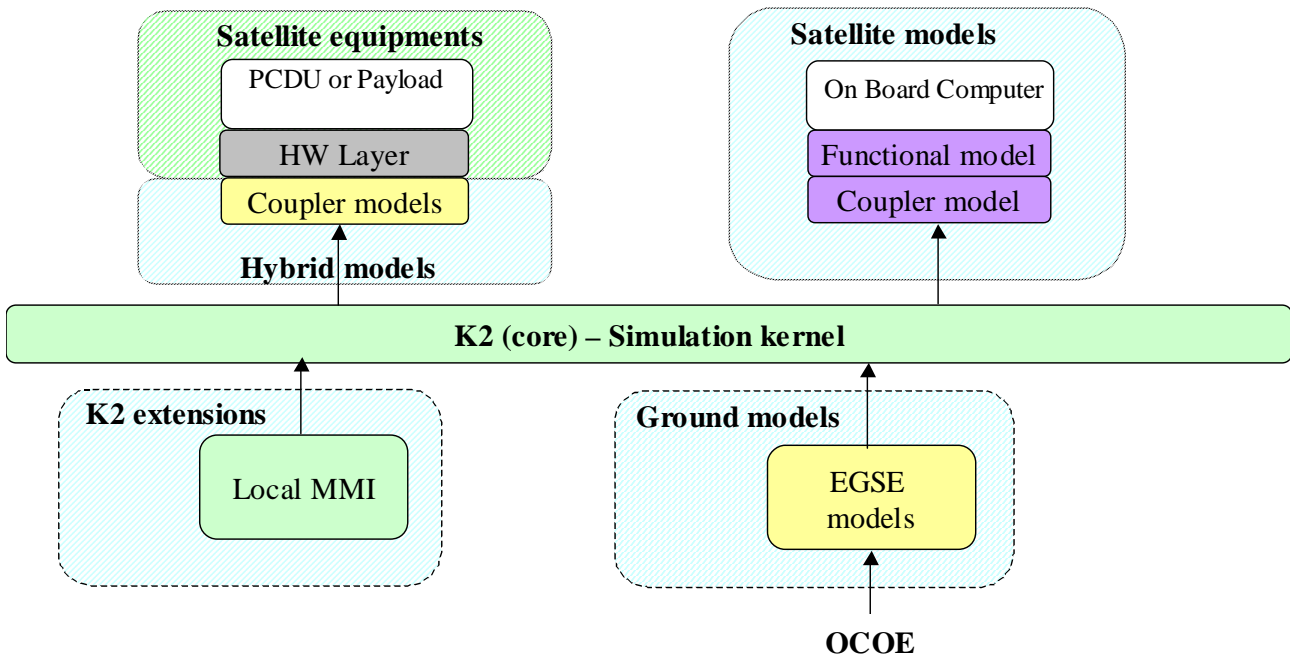 Satellite equipments
PCDU or Payload
HW Layer
Coupler models
Hybrid models
Satellite models
On Board Computer
Functional model
Coupler model
K2 (core) – Simulation kernel
K2 extensions
Local MMI
Ground models
EGSE
models
OCOE